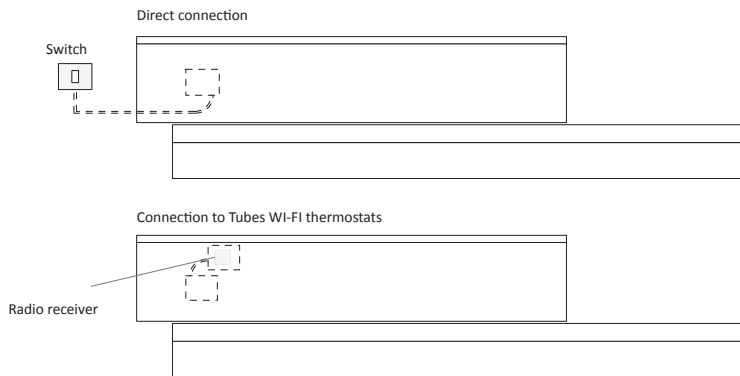 Direct connection
Switch
Connection to Tubes WI-FI thermostats
Radio receiver